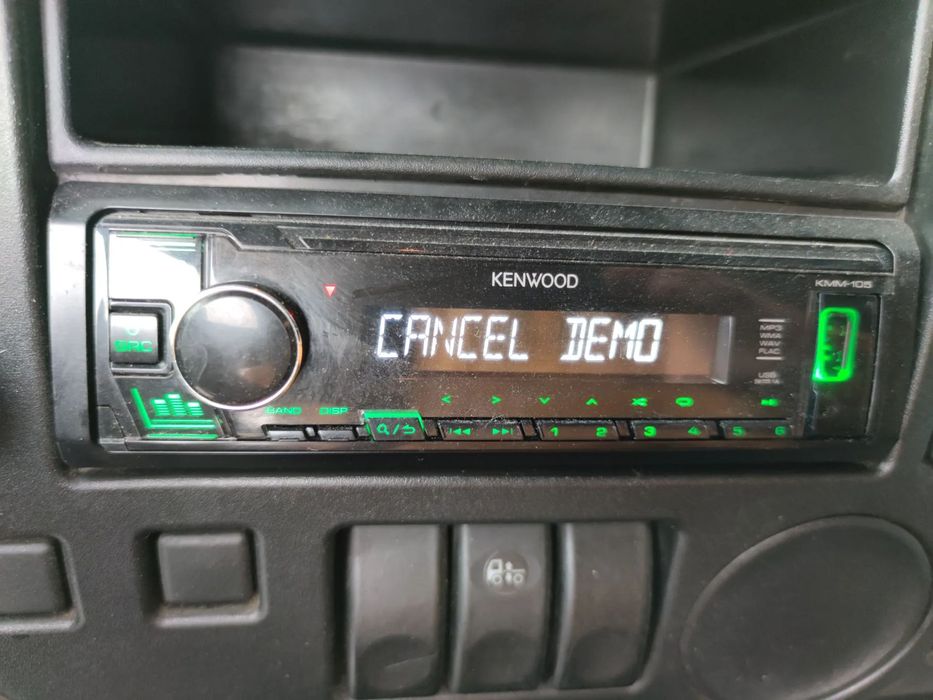 KENWOOD
KMM-105
CANCEL DEMO
MP3
WMA
WAV
FLAC
USB
SRC
BAND DISP
1 2 3 4 5 6